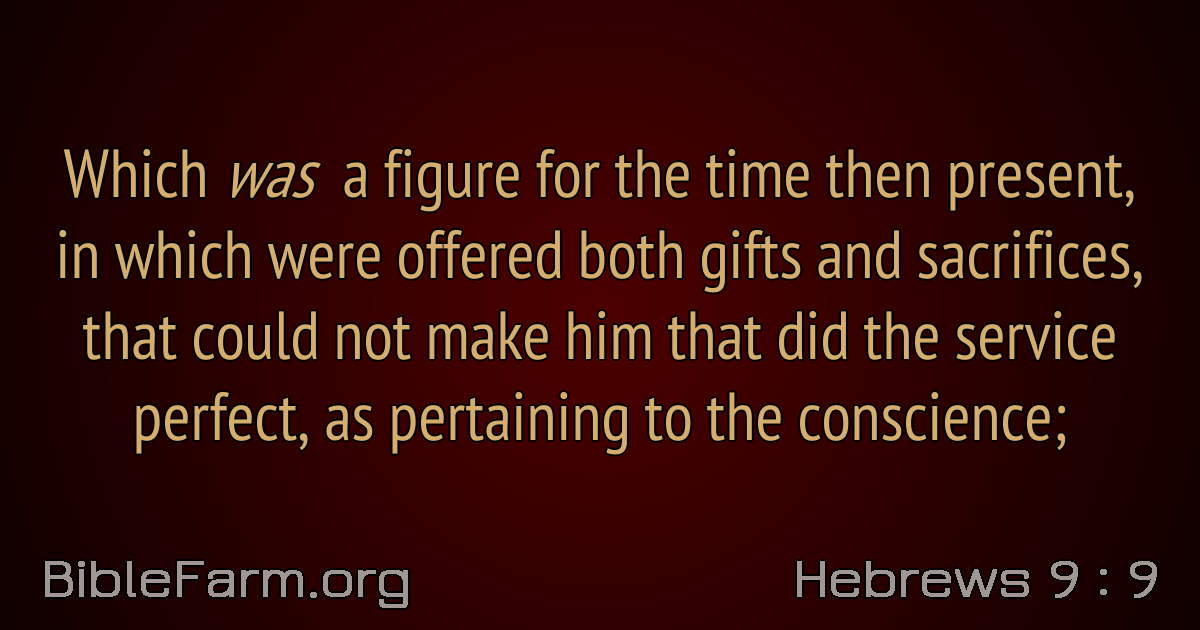 Which was a figure for the time then present,
in which were offered both gifts and sacrifices,
that could not make him that did the service
perfect, as pertaining to the conscience;
BibleFarm.org
Hebrews 9 : 9